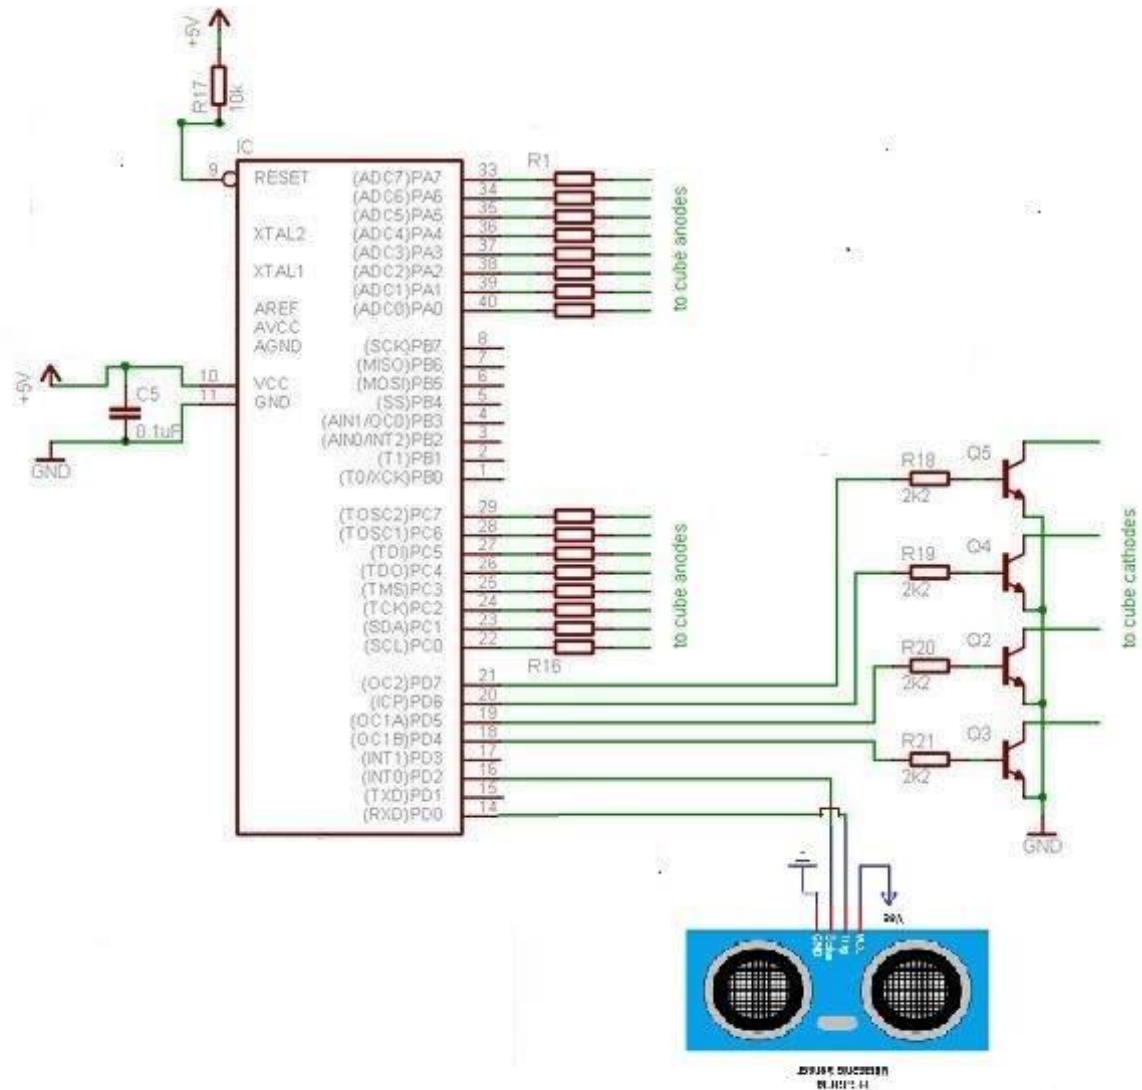 +5V
R17
10k
IC
9
RESET
XTAL2
XTAL1
AREF
AVCC
AGND
+5V
10
VCC
11
GND
C5
0.1uF
GND
(ADC7)PA7 33
(ADC6)PA6 34
(ADC5)PA5 35
(ADC4)PA4 36
(ADC3)PA3 37
(ADC2)PA2 38
(ADC1)PA1 39
(ADC0)PA0 40
R1
to cube anodes
(SCK)PB7 8
(MISO)PB6 7
(MOSI)PB5 6
(SS)PB4 5
(AIN1/OC0)PB3 4
(AIN0/INT2)PB2 3
(T1)PB1 2
(T0/XCK)PB0 1
(TOSC2)PC7 29
(TOSC1)PC6 28
(TDI)PC5 27
(TDO)PC4 26
(TMS)PC3 25
(TCK)PC2 24
(SDA)PC1 23
(SCL)PC0 22
R16
to cube anodes
(OC2)PD7 21
(ICP)PD6 20
(OC1A)PD5 19
(OC1B)PD4 18
(INT1)PD3 17
(INT0)PD2 16
(TXD)PD1 15
(RXD)PD0 14
R18
2k2
Q5
R19
2k2
Q4
R20
2k2
Q2
R21
2k2
Q3
to cube cathodes
GND
Vcc
GND
Echo
Trig